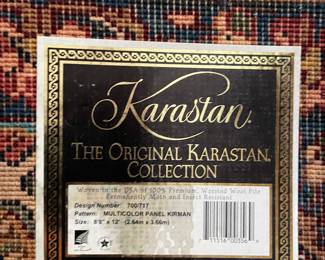 Karastan.
THE ORIGINAL KARASTAN
COLLECTION
Woven in the USA of 100% Premium, Worsted Wool Pile
Permanently Moth and Insect Resistant
Design Number: 700/717
Pattern: MULTICOLOR PANEL KIRMAN
Size: 8'8" x 12' (2.64m x 3.66m)